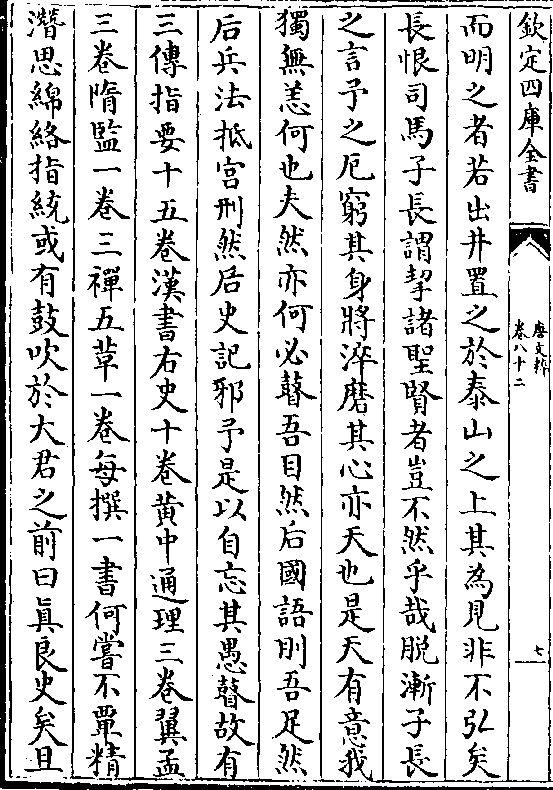 欽定四庫全書
唐文粹
卷八十二
七
而明之者若出井置之於泰山之上其為見非不弘矣
長恨司馬子長謂挈諸聖賢者豈不然乎哉脱漸子長
之言予之厄窮其身將淬磨其心亦天也是天有意我
獨無恙何也夫然亦何必瞽吾目然后國語刖吾足然
后兵法抵宫刑然后史記邪予是以自忘其愚瞽故有
三傳指要十五卷漢書右史十卷黄中通理三卷翼孟
三卷隋監一卷三禪五革一卷每撰一書何嘗不覃精
潛思綿絡指統或有鼓吹於大君之前曰眞良史矣且